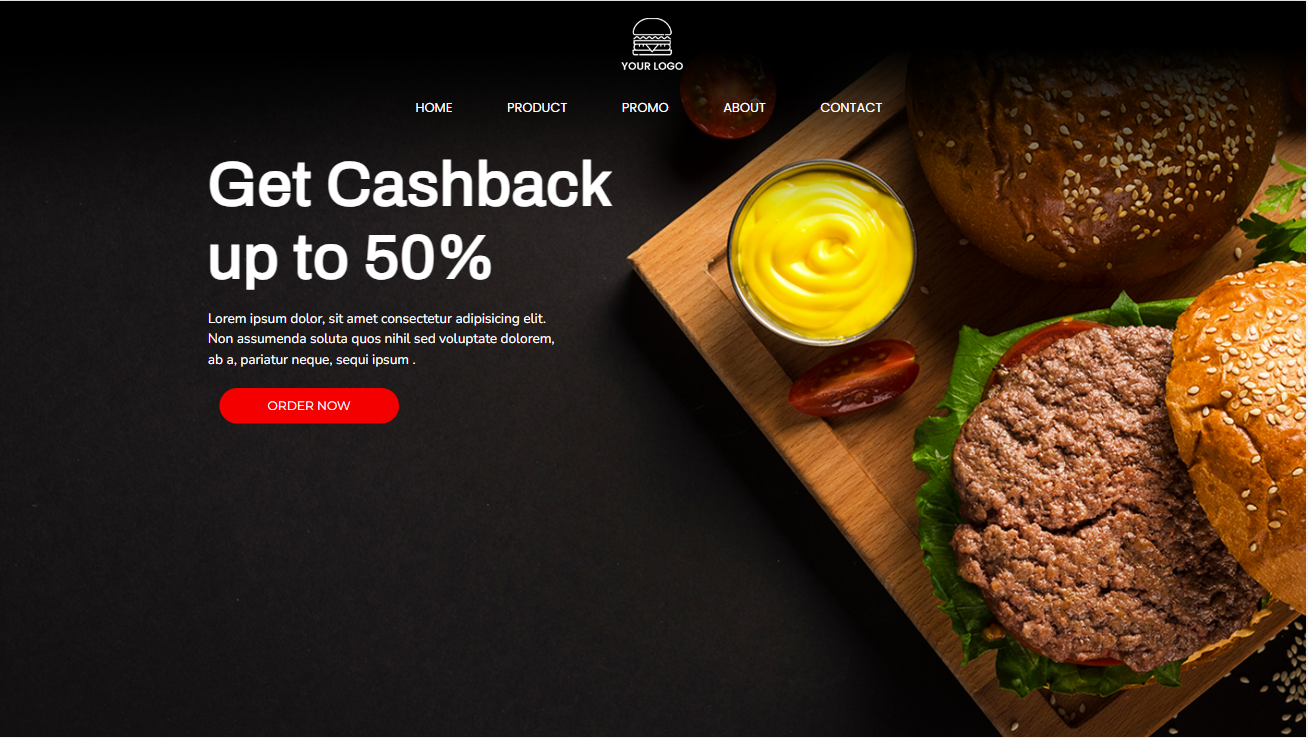 YOUR LOGO
HOME PRODUCT PROMO ABOUT CONTACT
Get Cashback
up to 50%
Lorem ipsum dolor, sit amet consectetur adipisicing elit.
Non assumenda soluta quos nihil sed voluptate dolorem,
ab a, pariatur neque, sequi ipsum .
ORDER NOW